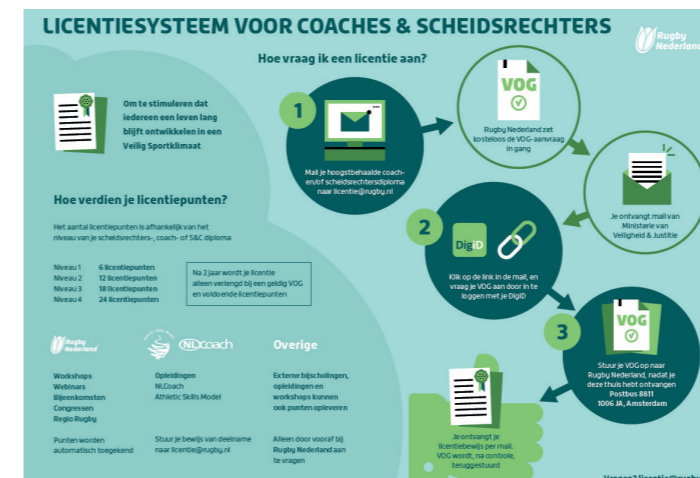 LICENTIESYSTEEM VOOR COACHES & SCHEIDSRECHTERS
Rugby
Nederland
Hoe vraag ik een licentie aan?
Om te stimuleren dat
iedereen een leven lang
blijft ontwikkelen in een
Veilig Sportklimaat
1
Mail je hoogstbehaalde coach-
en/of scheidsrechtersdiploma
naar licentie@rugby.nl
VOG
Rugby Nederland zet
kosteloos de VOG-aanvraag
in gang
Je ontvangt mail van
Ministerie van
Veiligheid & Justitie
2
DigiD
Klik op de link in de mail, en
vraag je VOG aan door in te
loggen met je DigiD
3
VOG
Stuur je VOG op naar
Rugby Nederland, nadat je
deze thuis hebt ontvangen
Postbus 8811
1006 JA, Amsterdam
Je ontvangt je
licentiebewijs per mail.
VOG wordt, na controle,
teruggestuurd
Hoe verdien je licentiepunten?
Het aantal licentiepunten is afhankelijk van het
niveau van je scheidsrechters-, coach- of S&C diploma
Niveau 1 6 licentiepunten
Niveau 2 12 licentiepunten
Niveau 3 18 licentiepunten
Niveau 4 24 licentiepunten
Na 2 jaar wordt je licentie
alleen verlengd bij een geldig VOG
en voldoende licentiepunten
Rugby
Nederland
Workshops
Webinars
Bijeenkomsten
Congressen
Regio Rugby
Punten worden
automatisch toegekend
NLCoach
Opleidingen
NLCoach
Athletic Skills Model
Stuur je bewijs van deelname
naar licentie@rugby.nl
Overige
Externe bijscholingen,
opleidingen en
workshops kunnen
ook punten opleveren
Alleen door vooraf bij
Rugby Nederland aan
te vragen